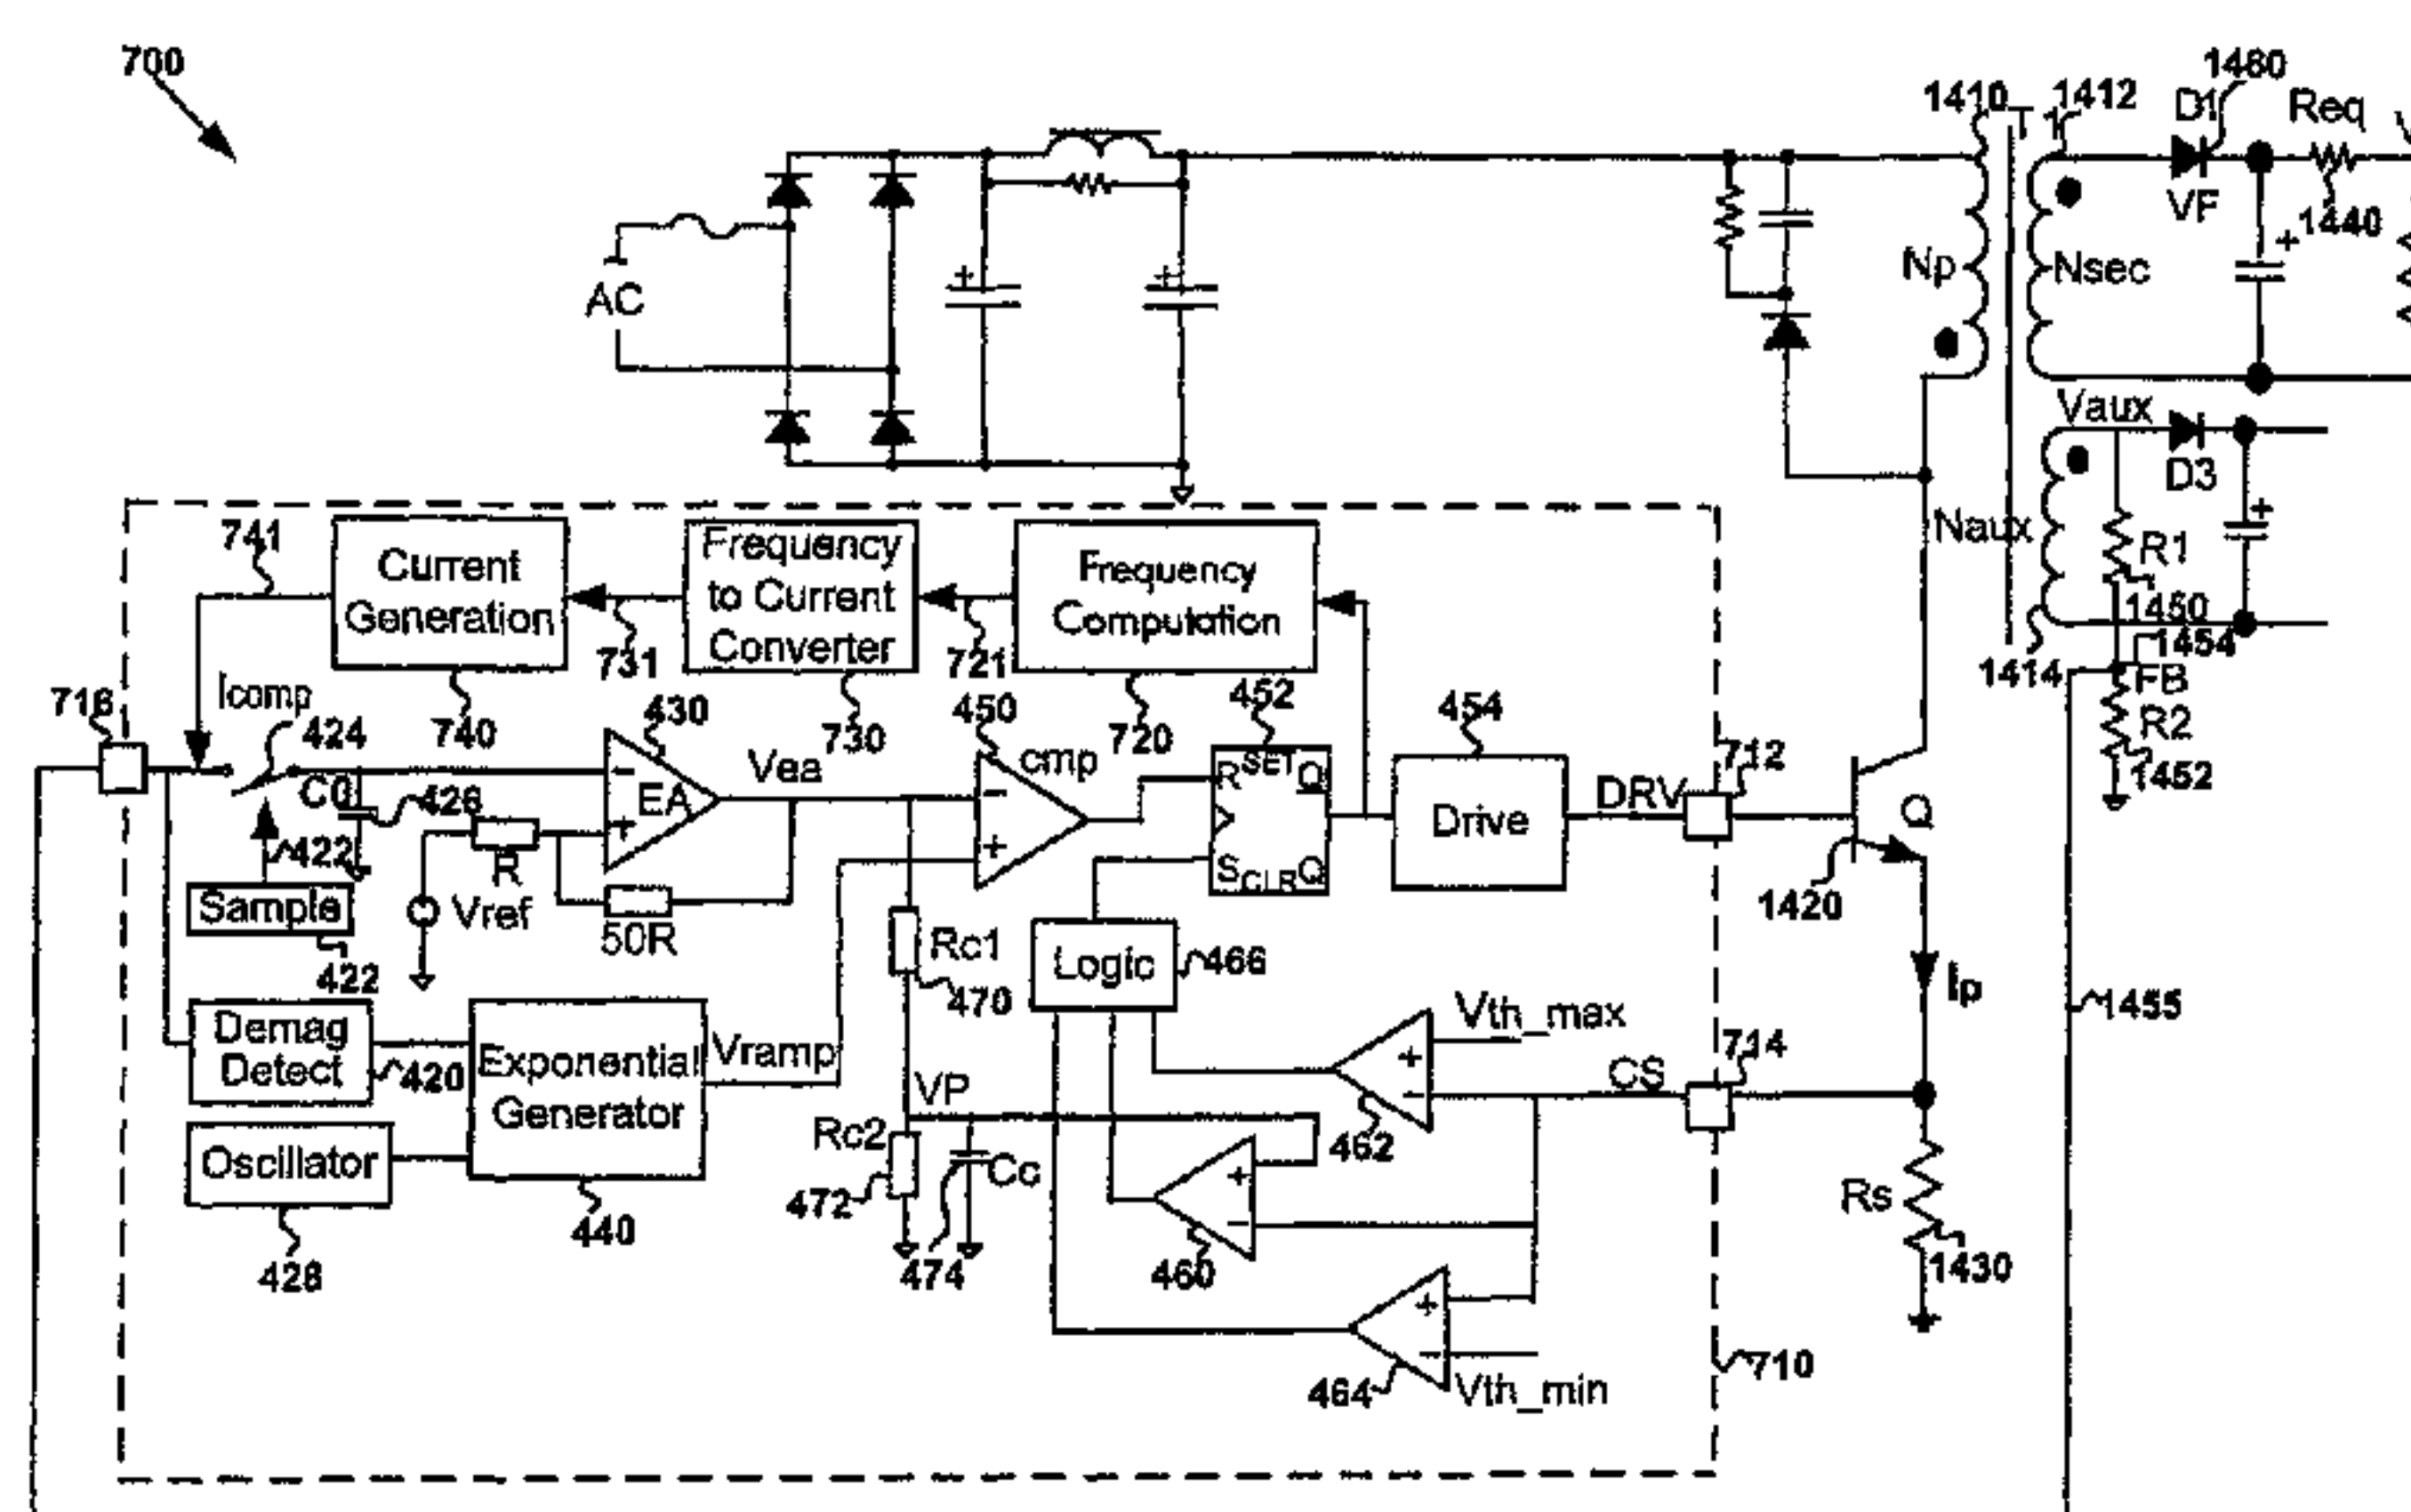 700
1410
T1
1412
D1
1460
Req
VF
1440
Np
Nsec
AC
+
+
+
Vaux
D3
+
Naux
R1
1450
1454
FB
1414
R2
1452
741
Current
Generation
Frequency
to Current
Converter
Frequency
Computation
731
721
740
730
720
716
Icomp
424
430
450
452
454
712
Vea
cmp
C0
426
EA
-
+
-
+
R
SET
Q
S
CLR
Q
Drive
DRV
Q
1420
422
R
Sample
422
Vref
50R
Rc1
470
Logic
466
Ip
1455
Demag
Detect
420
Exponential
Generator
Vramp
440
Oscillator
428
VP
Rc2
472
474
Cc
Vth_max
CS
714
+
-
462
+
-
460
+
-
464
Vth_min
Rs
1430
710